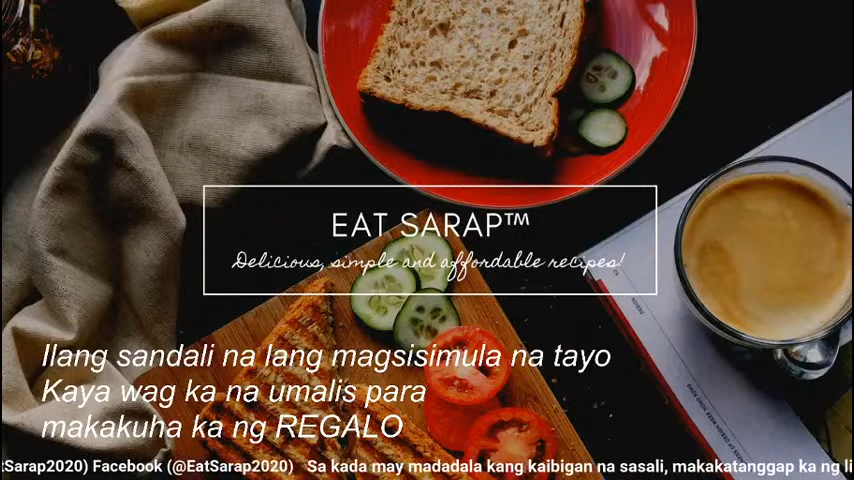 EAT SARAP™
Delicious, simple and affordable recipes!
Ilang sandali na lang magsisimula na tayo
Kaya wag ka na umalis para
makakuha ka ng REGALO
Sarap2020) Facebook (@EatSarap2020) Sa kada may madadala kang kaibigan na sasali, makakatanggap ka ng li